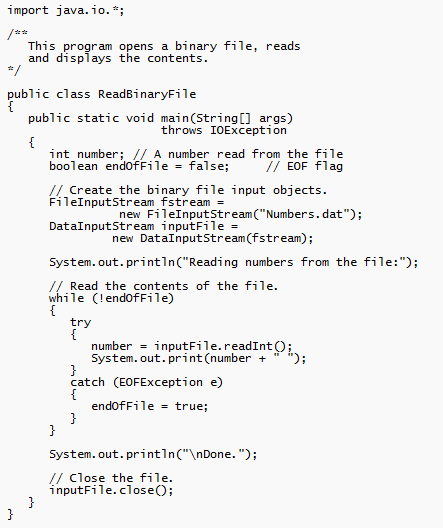 import java.io.*;

/**
   This program opens a binary file, reads
   and displays the contents.
*/

public class ReadBinaryFile
{
   public static void main(String[] args)
                      throws IOException
   {
      int number; // A number read from the file
      boolean endOfFile = false;     // EOF flag

      // Create the binary file input objects.
      FileInputStream fstream =
                new FileInputStream("Numbers.dat");
      DataInputStream inputFile =
               new DataInputStream(fstream);

      System.out.println("Reading numbers from the file:");

      // Read the contents of the file.
      while (!endOfFile)
      {
         try
         {
            number = inputFile.readInt();
            System.out.print(number + " ");
         }
         catch (EOFException e)
         {
            endOfFile = true;
         }
      }

      System.out.println("\nDone.");

      // Close the file.
      inputFile.close();
   }
}